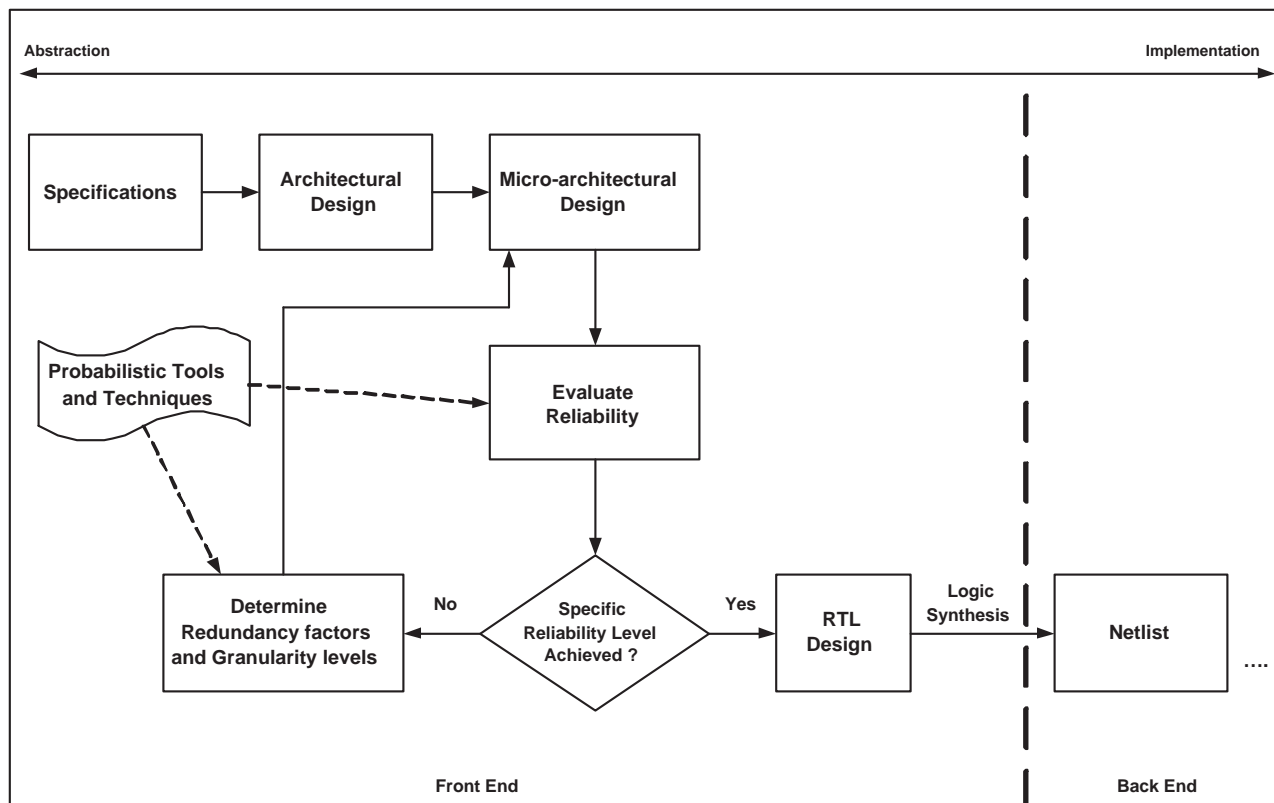 Abstraction
Implementation
Specifications
Architectural
Design
Micro-architectural
Design
Probabilistic Tools
and Techniques
Evaluate
Reliability
Determine
Redundancy factors
and Granularity levels
No
Specific
Reliability Level
Achieved ?
Yes
RTL
Design
Logic
Synthesis
Netlist
....
Front End
Back End